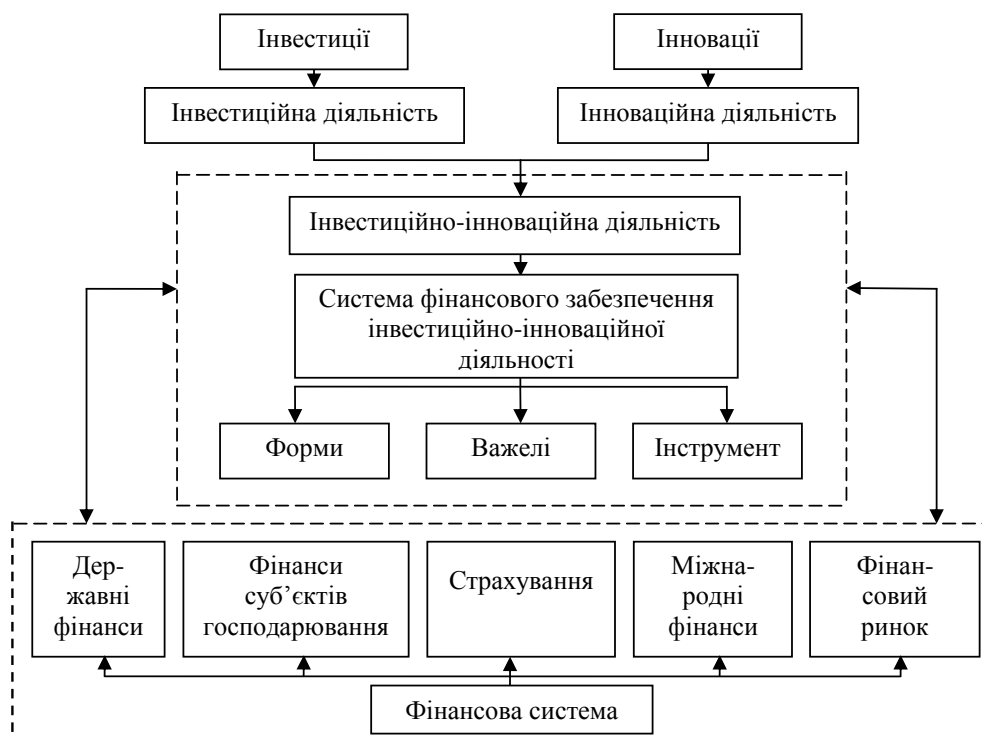 Інвестиції
Інновації
Інвестиційна діяльність
Інноваційна діяльність
Інвестиційно-інноваційна діяльність
Система фінансового забезпечення
інвестиційно-інноваційної
діяльності
Форми
Важелі
Інструмент
Дер-
жавні
фінанси
Фінанси
суб’єктів
господарювання
Страхування
Міжна-
родні
фінанси
Фінан-
совий
ринок
Фінансова система